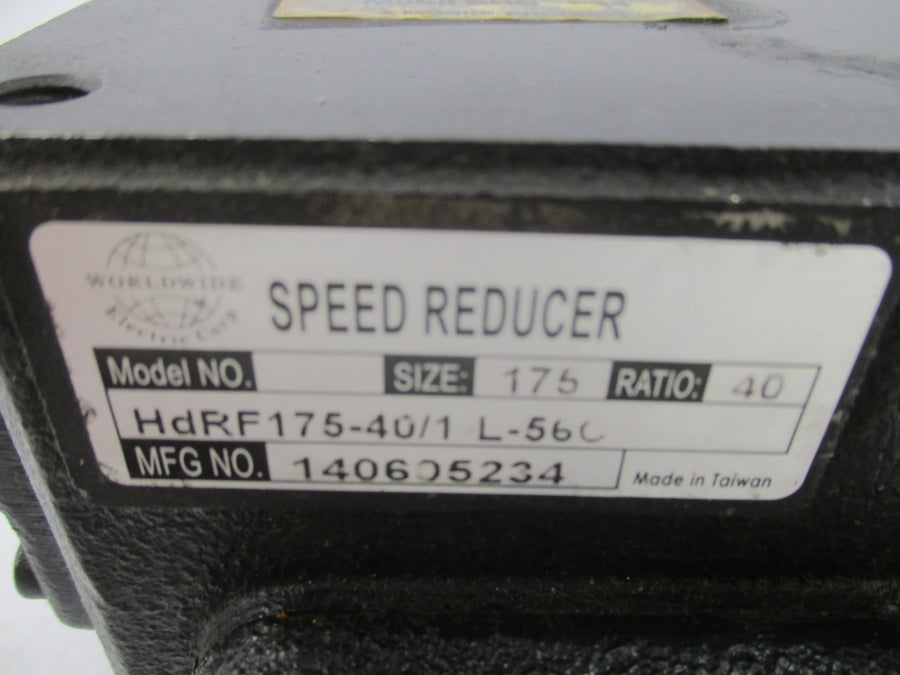 WORLDWIDE
Electric Corp
SPEED REDUCER
Model NO. SIZE: 175 RATIO: 40
HdRF175-40/1 L-56C
MFG NO. 140605234 Made in Taiwan